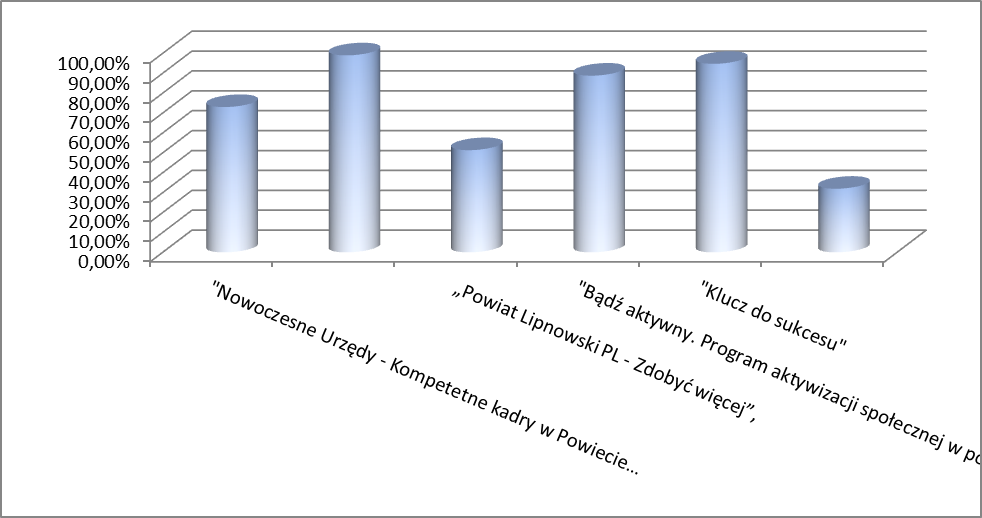 100,00%
90,00%
80,00%
70,00%
60,00%
50,00%
40,00%
30,00%
20,00%
10,00%
0,00%
"Nowoczesne Urzędy - Kompetetne kadry w Powiecie...
„Powiat Lipnowski PL - Zdobyć więcej”,
"Bądź aktywny. Program aktywizacji społecznej w
"Klucz do sukcesu"